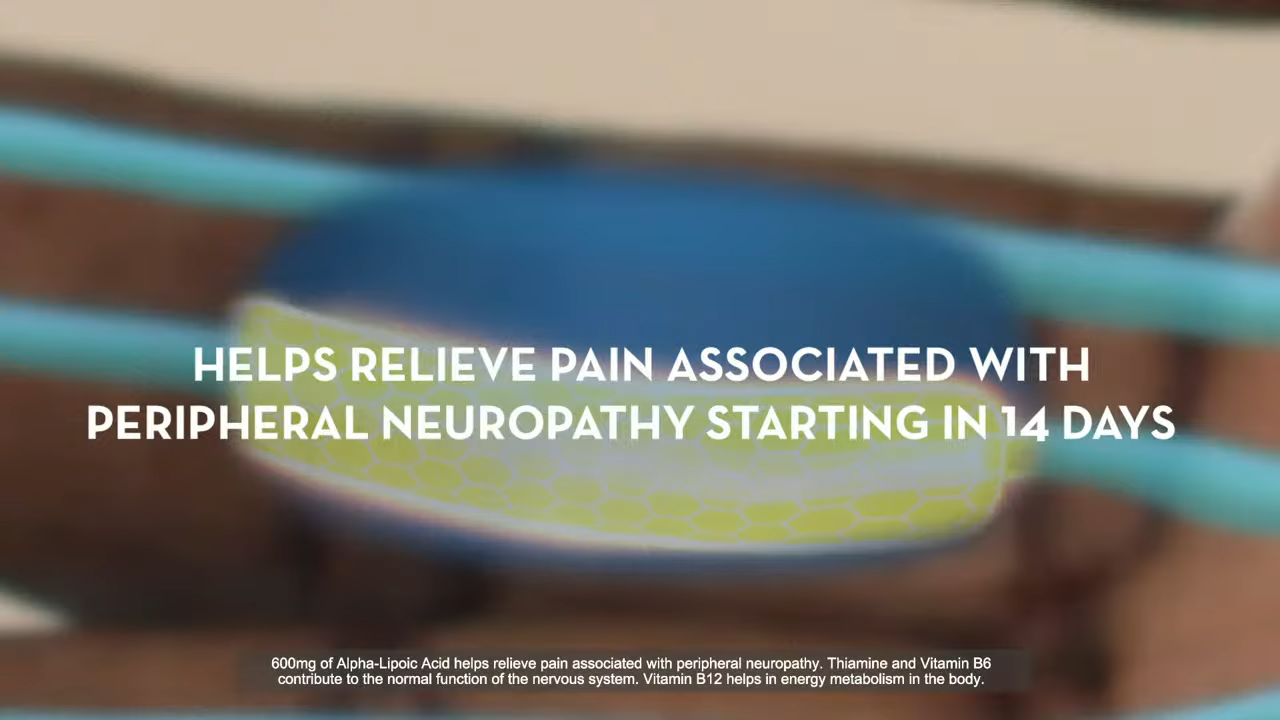 HELPS RELIEVE PAIN ASSOCIATED WITH
PERIPHERAL NEUROPATHY STARTING IN 14 DAYS
600mg of Alpha-Lipoic Acid helps relieve pain associated with peripheral neuropathy. Thiamine and Vitamin B6
contribute to the normal function of the nervous system. Vitamin B12 helps in energy metabolism in the body.